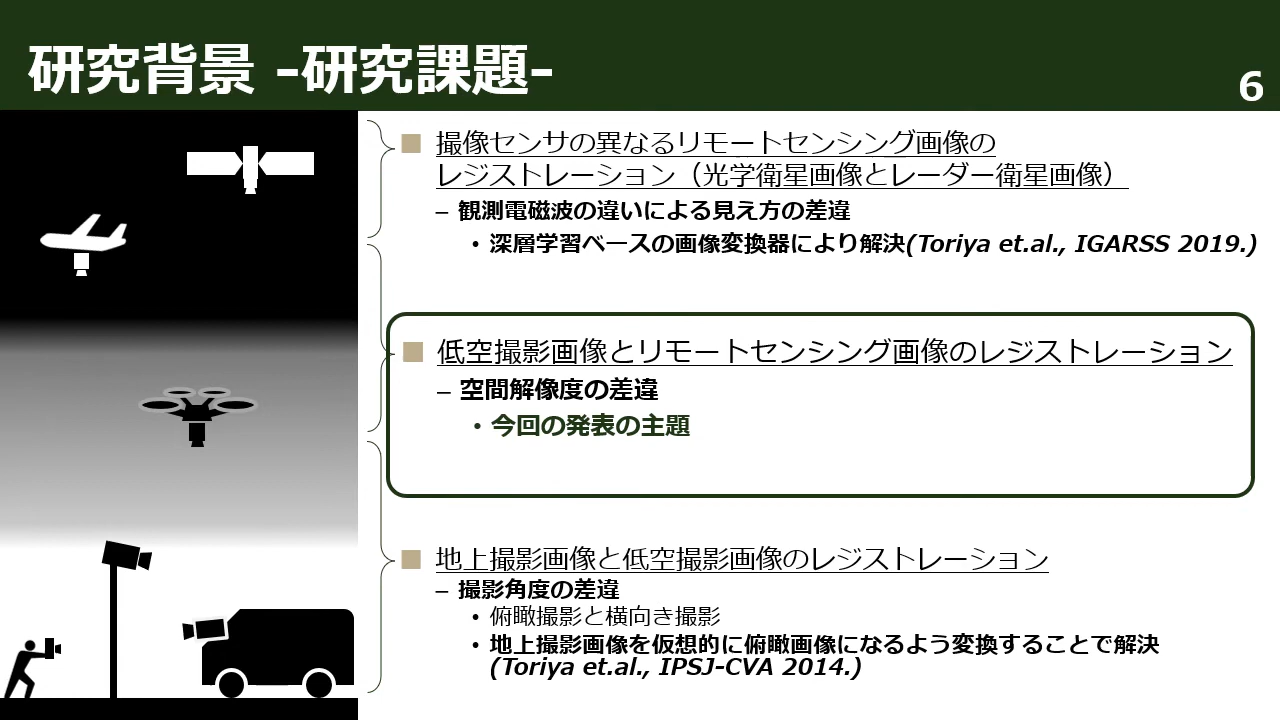 研究背景 -研究課題-
6
■ 撮像センサの異なるリモートセンシング画像の
レジストレーション（光学衛星画像とレーダー衛星画像）
– 観測電磁波の違いによる見え方の差違
• 深層学習ベースの画像変換器により解決(Toriya et.al., IGARSS 2019.)
■ 低空撮影画像とリモートセンシング画像のレジストレーション
– 空間解像度の差違
• 今回の発表の主題
■ 地上撮影画像と低空撮影画像のレジストレーション
– 撮影角度の差違
• 俯瞰撮影と横向き撮影
• 地上撮影画像を仮想的に俯瞰画像になるよう変換することで解決
(Toriya et.al., IPSJ-CVA 2014.)